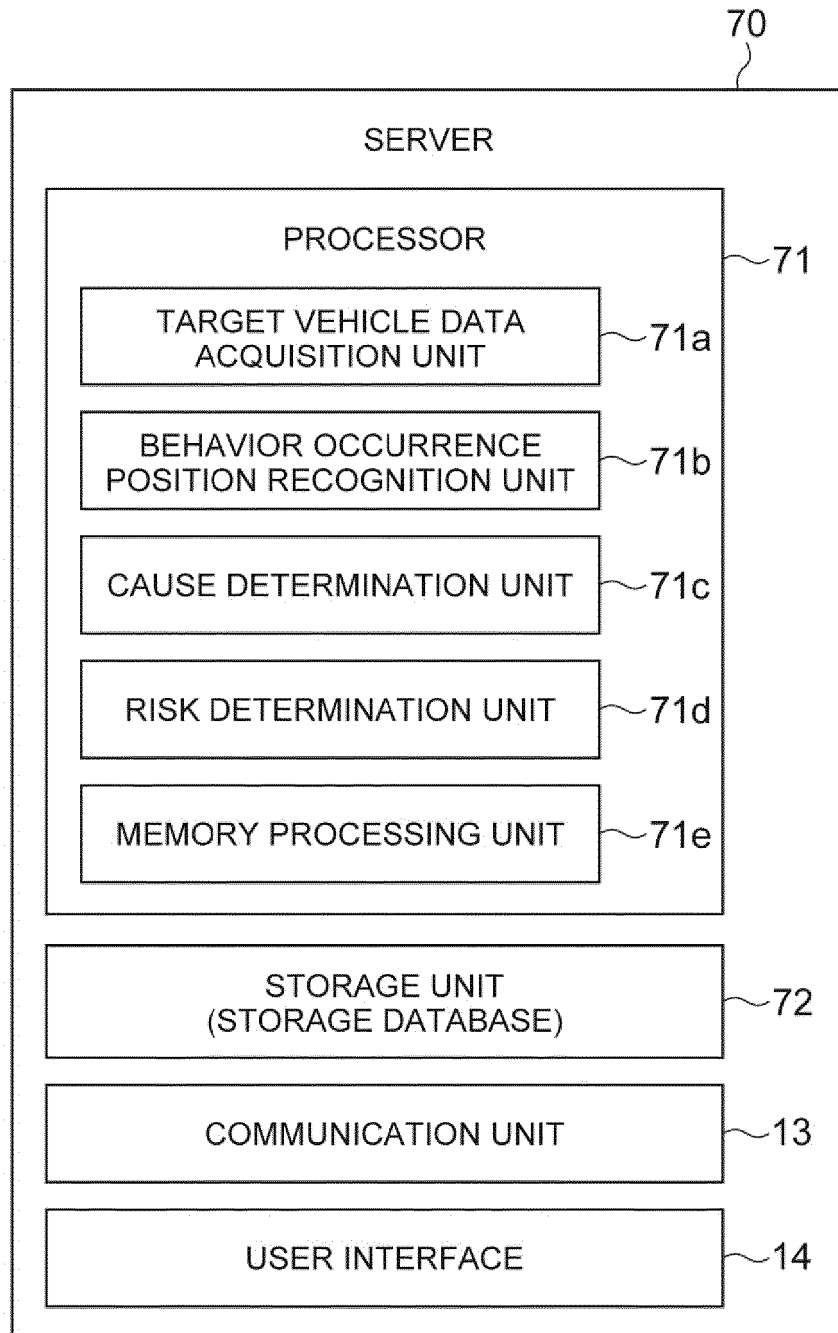 70
SERVER
PROCESSOR
71
TARGET VEHICLE DATA
ACQUISITION UNIT
71a
BEHAVIOR OCCURRENCE
POSITION RECOGNITION UNIT
71b
CAUSE DETERMINATION UNIT
71c
RISK DETERMINATION UNIT
71d
MEMORY PROCESSING UNIT
71e
STORAGE UNIT
(STORAGE DATABASE)
72
COMMUNICATION UNIT
13
USER INTERFACE
14